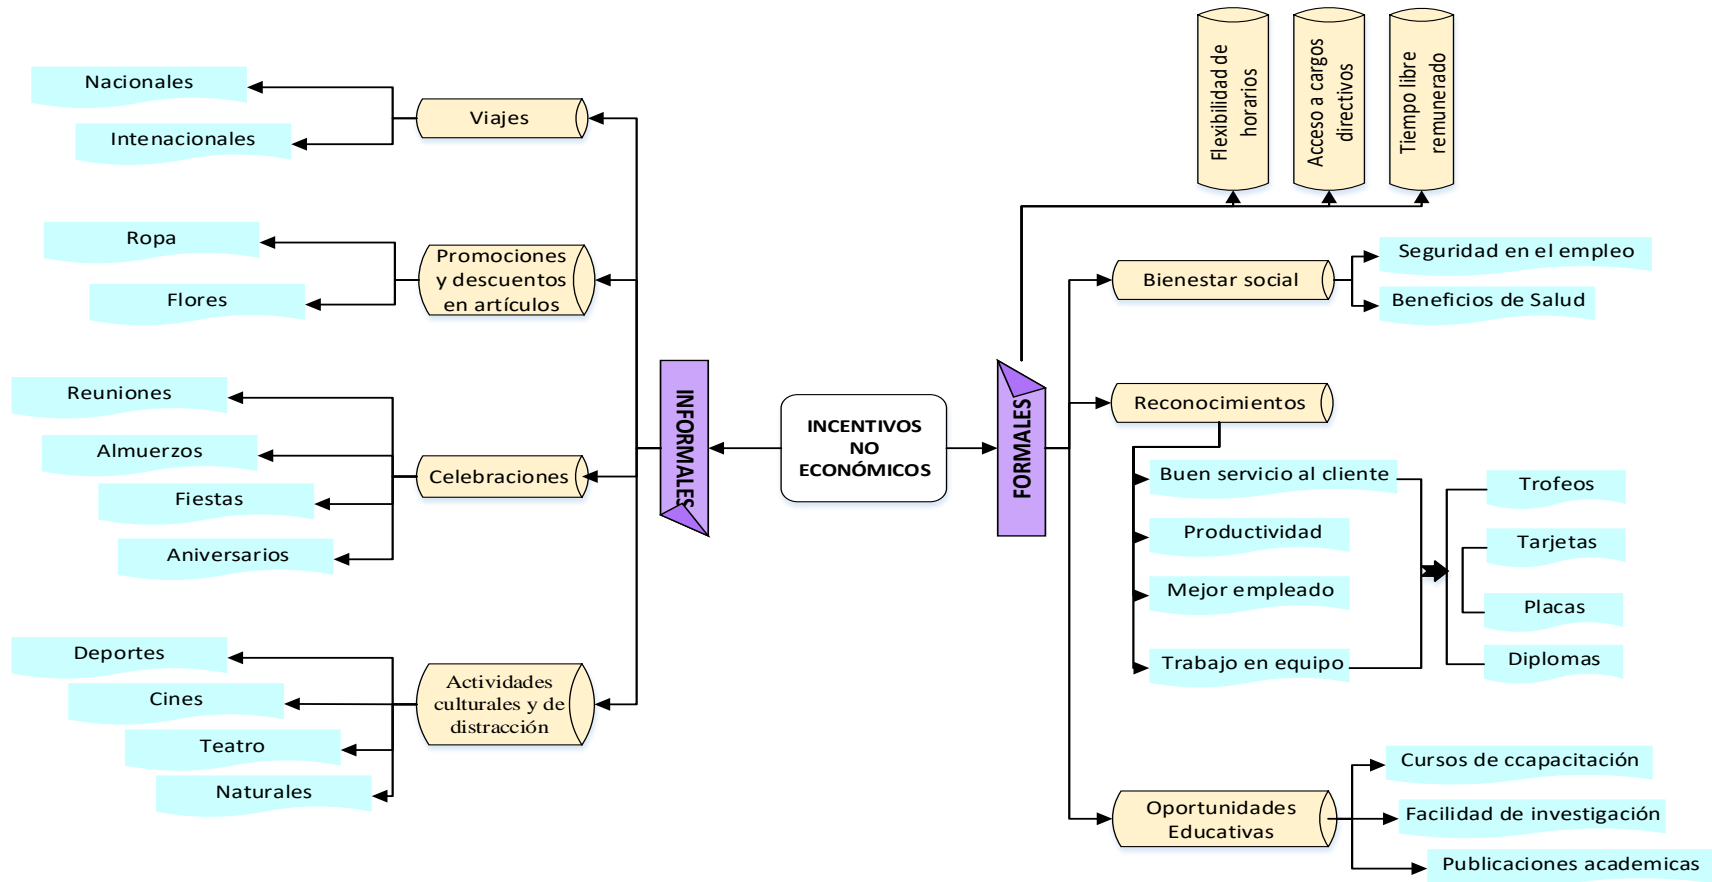 Nacionales
Intenacionales
Viajes
Ropa
Flores
Promociones
y descuentos
en artículos
Reuniones
Almuerzos
Fiestas
Aniversarios
Celebraciones
Deportes
Cines
Teatro
Naturales
Actividades
culturales y de
distracción
INFORMALES
INCENTIVOS
NO
ECONÓMICOS
FORMALES
Flexibilidad de
horarios
Acceso a cargos
directivos
Tiempo libre
remunerado
Bienestar social
Seguridad en el empleo
Beneficios de Salud
Reconocimientos
Buen servicio al cliente
Productividad
Mejor empleado
Trabajo en equipo
Trofeos
Tarjetas
Placas
Diplomas
Oportunidades
Educativas
Cursos de ccapacitación
Facilidad de investigación
Publicaciones academicas